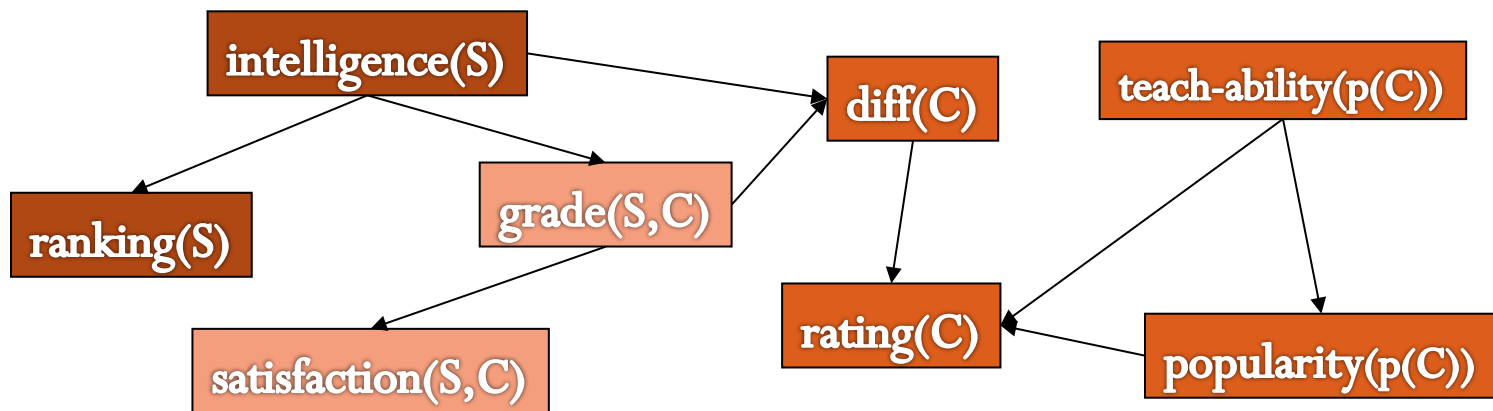 intelligence(S)
diff(C)
teach-ability(p(C))
ranking(S)
grade(S,C)
rating(C)
satisfaction(S,C)
popularity(p(C))